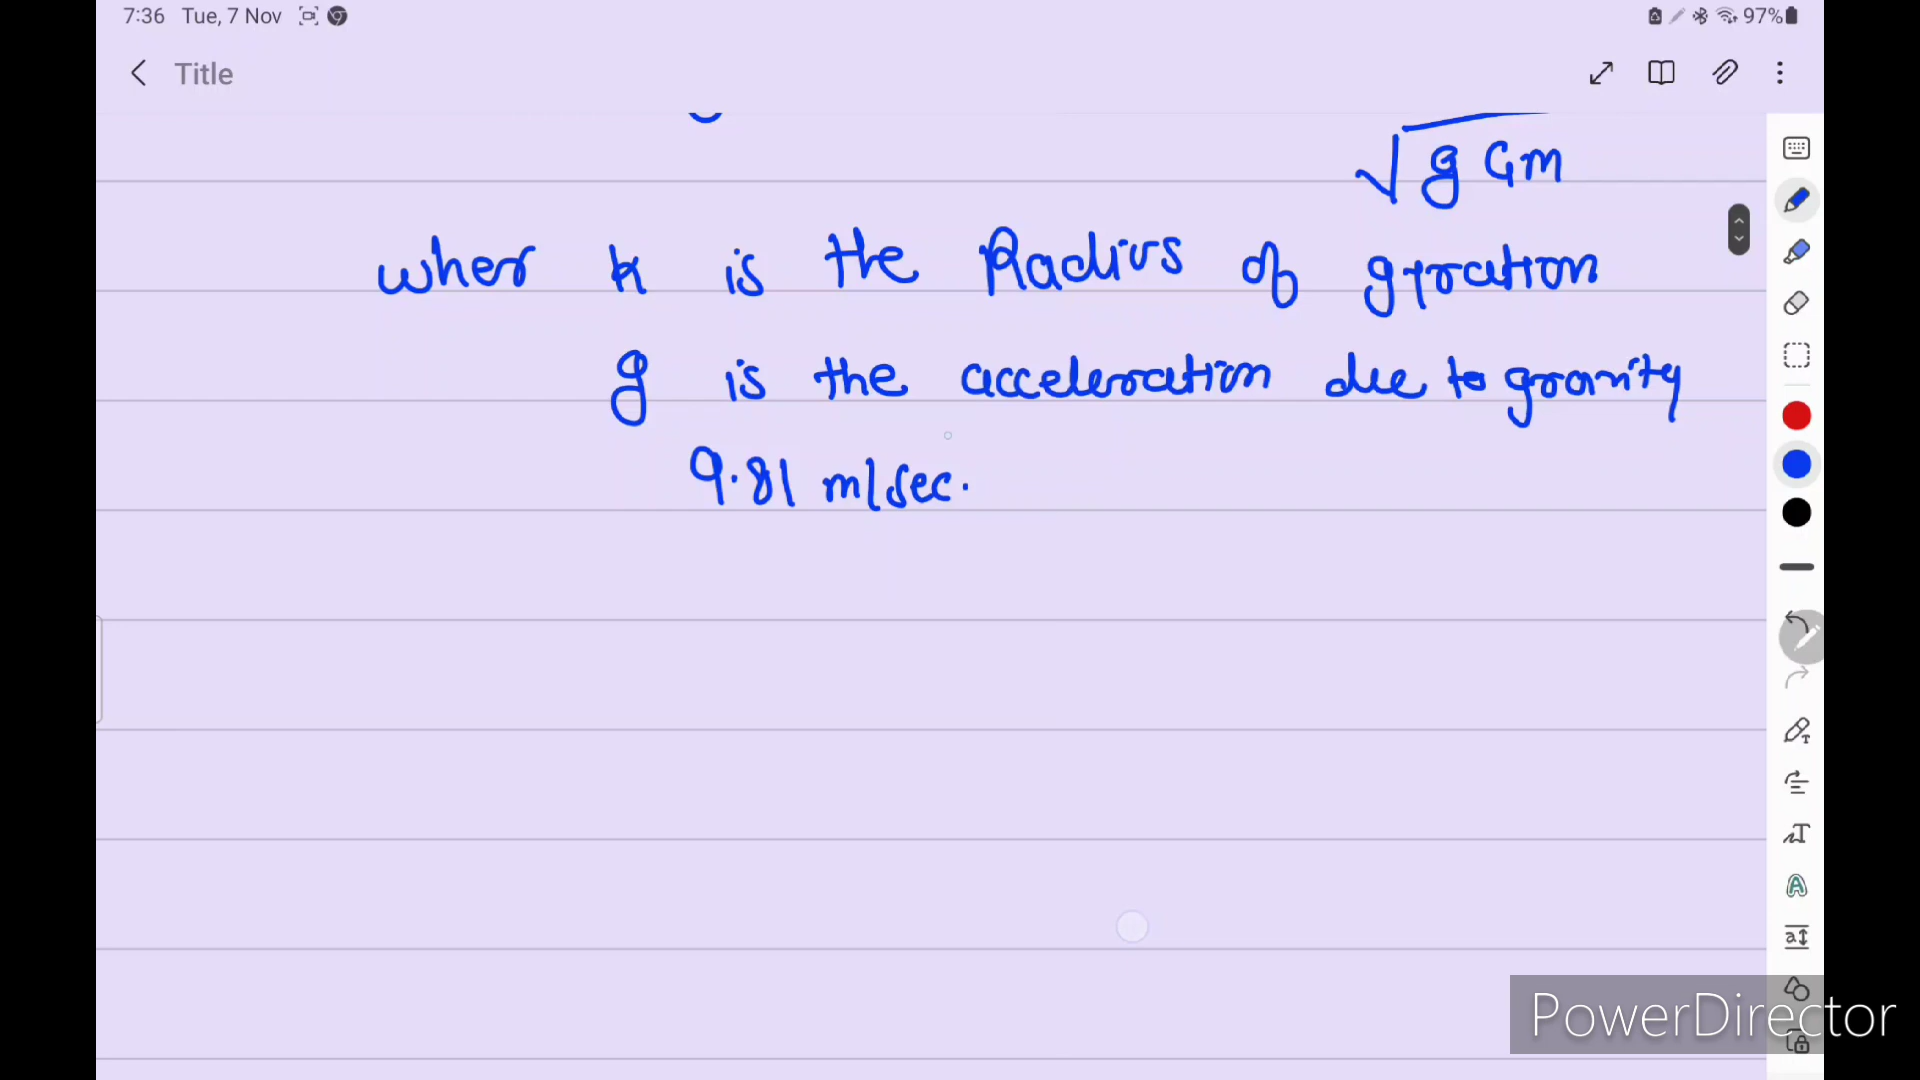 7:36 Tue, 7 Nov 97%
Title
√g GM
wher k is the Radius of gyration
g is the acceleration due to gravity
9.81 m/sec.
PowerDirector